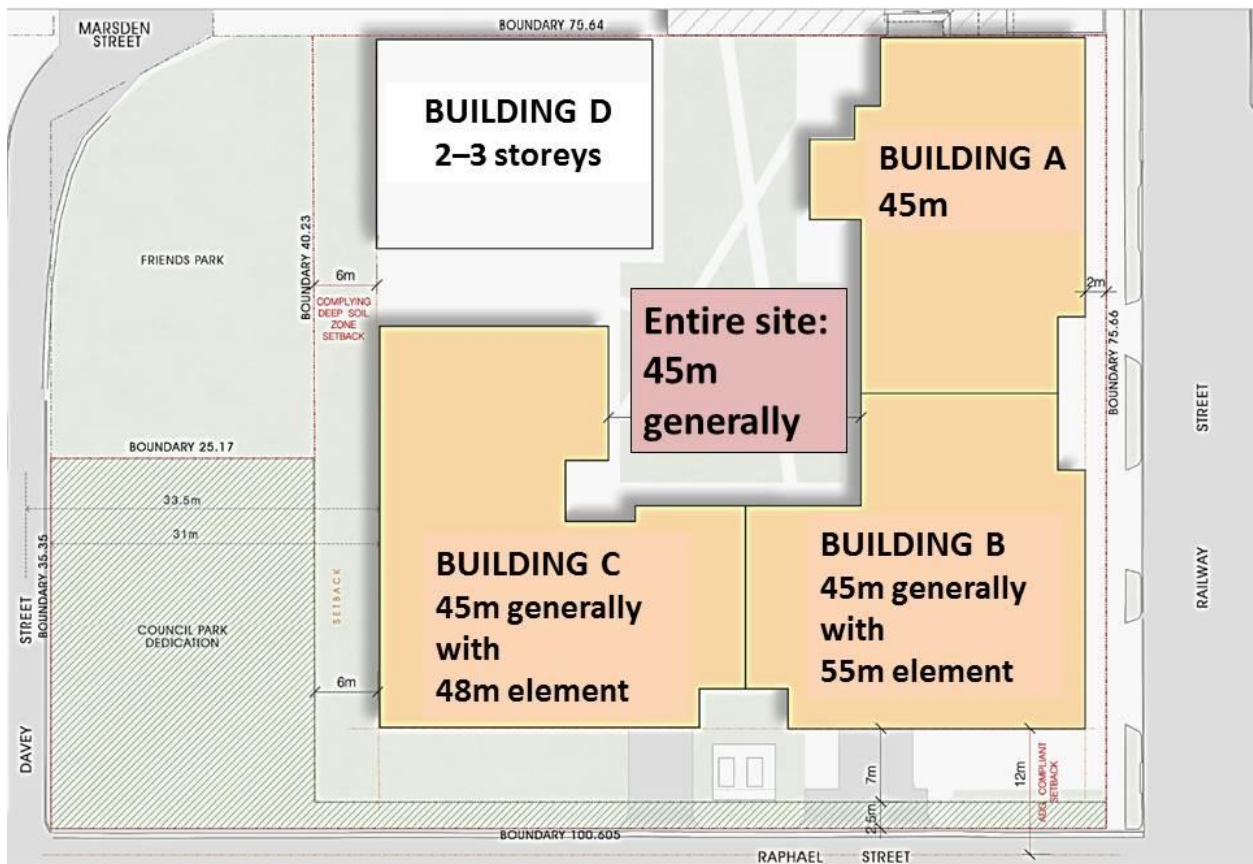 MARSDEN
STREET
BOUNDARY 75.64
BUILDING D
2–3 storeys
BUILDING A
45m
FRIENDS PARK
BOUNDARY 40.23
6m
COMPLYING
DEEP SOIL
ZONE
SETBACK
2m
Entire site:
45m
generally
BOUNDARY 75.66
STREET
RAILWAY
BOUNDARY 25.17
33.5m
31m
BOUNDARY 35.35
STREET
DAVEY
COUNCIL PARK
DEDICATION
SETBACK
6m
BUILDING C
45m generally
with
48m element
BUILDING B
45m generally
with
55m element
7m
12m
ADG COMPLIANT
SETBACK
2.5m
BOUNDARY 100.605
RAPHAEL STREET